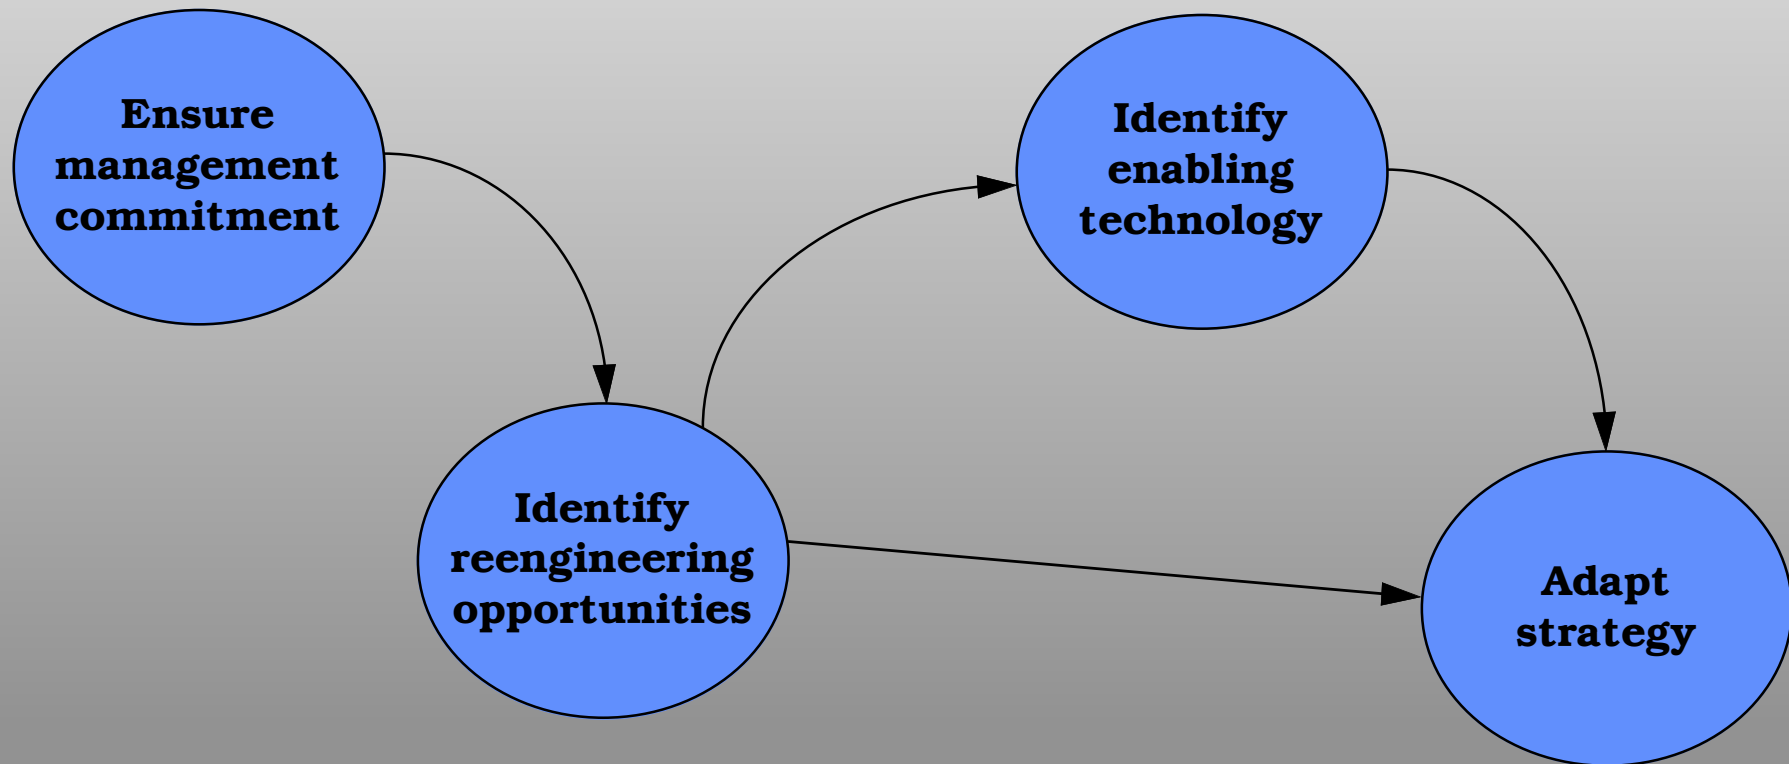 Ensure
management
commitment
Identify
enabling
technology
Identify
reengineering
opportunities
Adapt
strategy